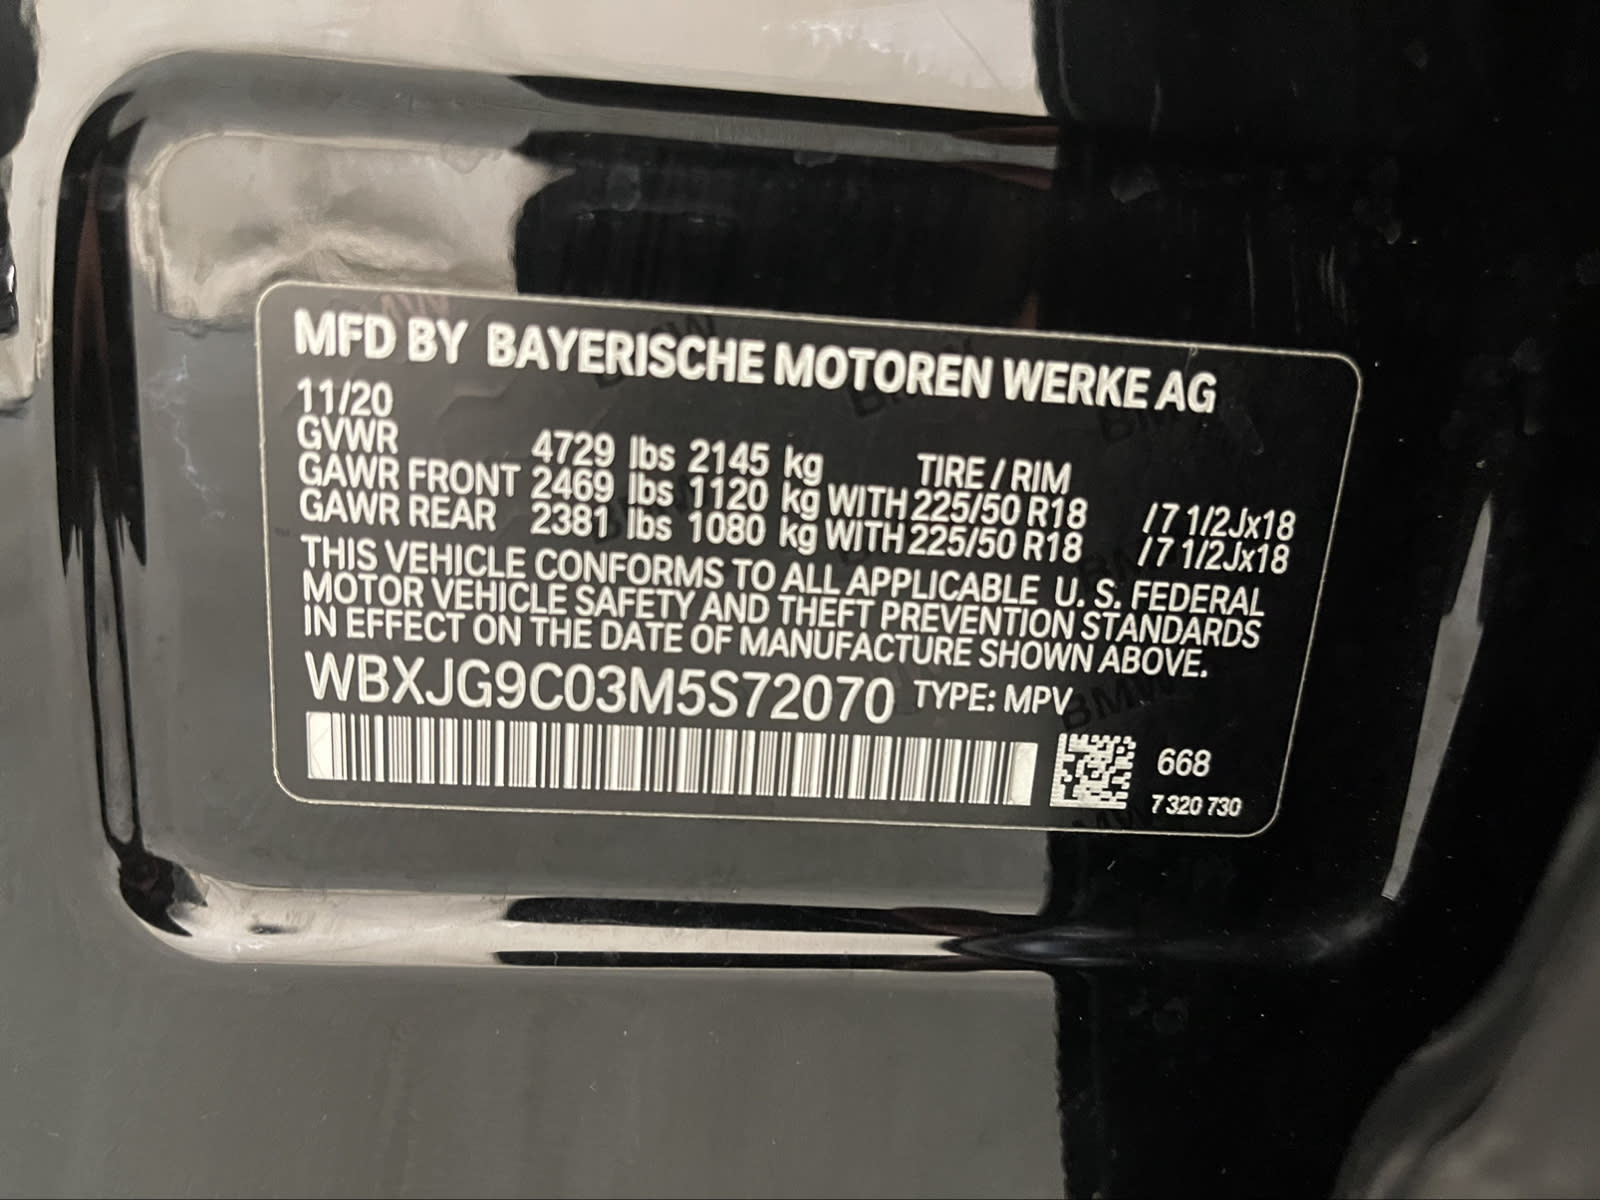 MFD BY BAYERISCHE MOTOREN WERKE AG
11/20
GVWR 4729 lbs 2145 kg TIRE / RIM
GAWR FRONT 2469 lbs 1120 kg WITH 225/50 R18 / 7 1/2Jx18
GAWR REAR 2381 lbs 1080 kg WITH 225/50 R18 / 7 1/2Jx18
THIS VEHICLE CONFORMS TO ALL APPLICABLE U. S. FEDERAL
MOTOR VEHICLE SAFETY AND THEFT PREVENTION STANDARDS
IN EFFECT ON THE DATE OF MANUFACTURE SHOWN ABOVE.
WBXJG9C03M5S72070 TYPE: MPV
668
7 320 730